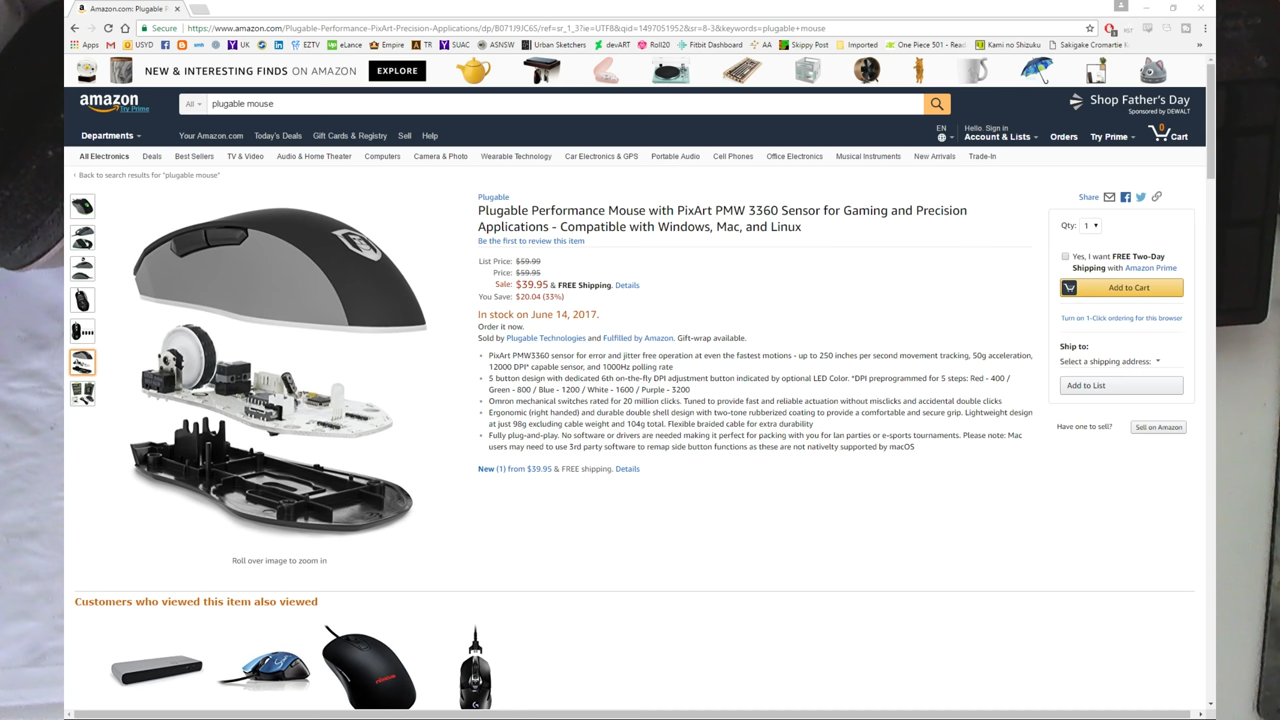 Amazon.com: Plugable P
Secure
https://www.amazon.com/Plugable-Performance-PixArt-Precision-Applications/dp/B071J9JC6S/ref=sr_1_3?ie=UTF8&qid=1497051952&sr=8-3&keywords=plugable+mouse
Apps USYD YUK EZTV eLance Empire TR SUAC ASNSW Urban Sketchers devART Roll20 Fitbit Dashboard AA Skippy Post Imported One Piece 501 - Read Kami no Shizuku Sakigake Cromartie K
NEW & INTERESTING FINDS ON AMAZON EXPLORE
amazon
Try Prime
All
plugable mouse
Shop Father's Day
Sponsored by DEWALT
Departments
Your Amazon.com Today's Deals Gift Cards & Registry Sell Help
EN
Hello. Sign in
Account & Lists
Orders
Try Prime
0
Cart
All Electronics Deals Best Sellers TV & Video Audio & Home Theater Computers Camera & Photo Wearable Technology Car Electronics & GPS Portable Audio Cell Phones Office Electronics Musical Instruments New Arrivals Trade-In
‹ Back to search results for "plugable mouse"
Plugable
Plugable Performance Mouse with PixArt PMW 3360 Sensor for Gaming and Precision
Applications - Compatible with Windows, Mac, and Linux
Be the first to review this item
List Price: $59.99
Price: $59.95
Sale: $39.95 & FREE Shipping. Details
You Save: $20.04 (33%)
In stock on June 14, 2017.
Order it now.
Sold by Plugable Technologies and Fulfilled by Amazon. Gift-wrap available.
• PixArt PMW3360 sensor for error and jitter free operation at even the fastest motions - up to 250 inches per second movement tracking, 50g acceleration,
12000 DPI* capable sensor, and 1000Hz polling rate
• 5 button design with dedicated 6th on-the-fly DPI adjustment button indicated by optional LED Color. *DPI preprogrammed for 5 steps: Red - 400 /
Green - 800 / Blue - 1200 / White - 1600 / Purple - 3200
• Omron mechanical switches rated for 20 million clicks. Tuned to provide fast and reliable actuation without misclicks and accidental double clicks
• Ergonomic (right handed) and durable double shell design with two-tone rubberized coating to provide a comfortable and secure grip. Lightweight design
at just 98g excluding cable weight and 104g total. Flexible braided cable for extra durability
• Fully plug-and-play. No software or drivers are needed making it perfect for packing with you for lan parties or e-sports tournaments. Please note: Mac
users may need to use 3rd party software to remap side button functions as these are not nativelty supported by macOS
New (1) from $39.95 & FREE shipping. Details
Roll over image to zoom in
Share
Qty: 1
Yes, I want FREE Two-Day
Shipping with Amazon Prime
Add to Cart
Turn on 1-Click ordering for this browser
Ship to:
Select a shipping address:
Add to List
Have one to sell?
Sell on Amazon
Customers who viewed this item also viewed